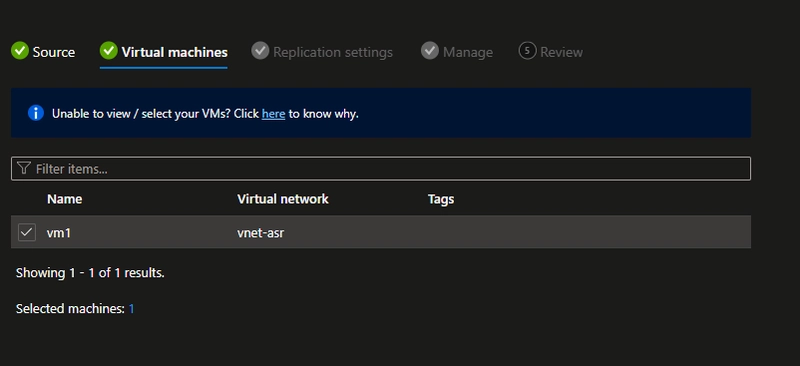 Source Virtual machines Replication settings Manage 5 Review
Unable to view / select your VMs? Click here to know why.
Filter items...
Name Virtual network Tags
vm1 vnet-asr
Showing 1 - 1 of 1 results.
Selected machines: 1